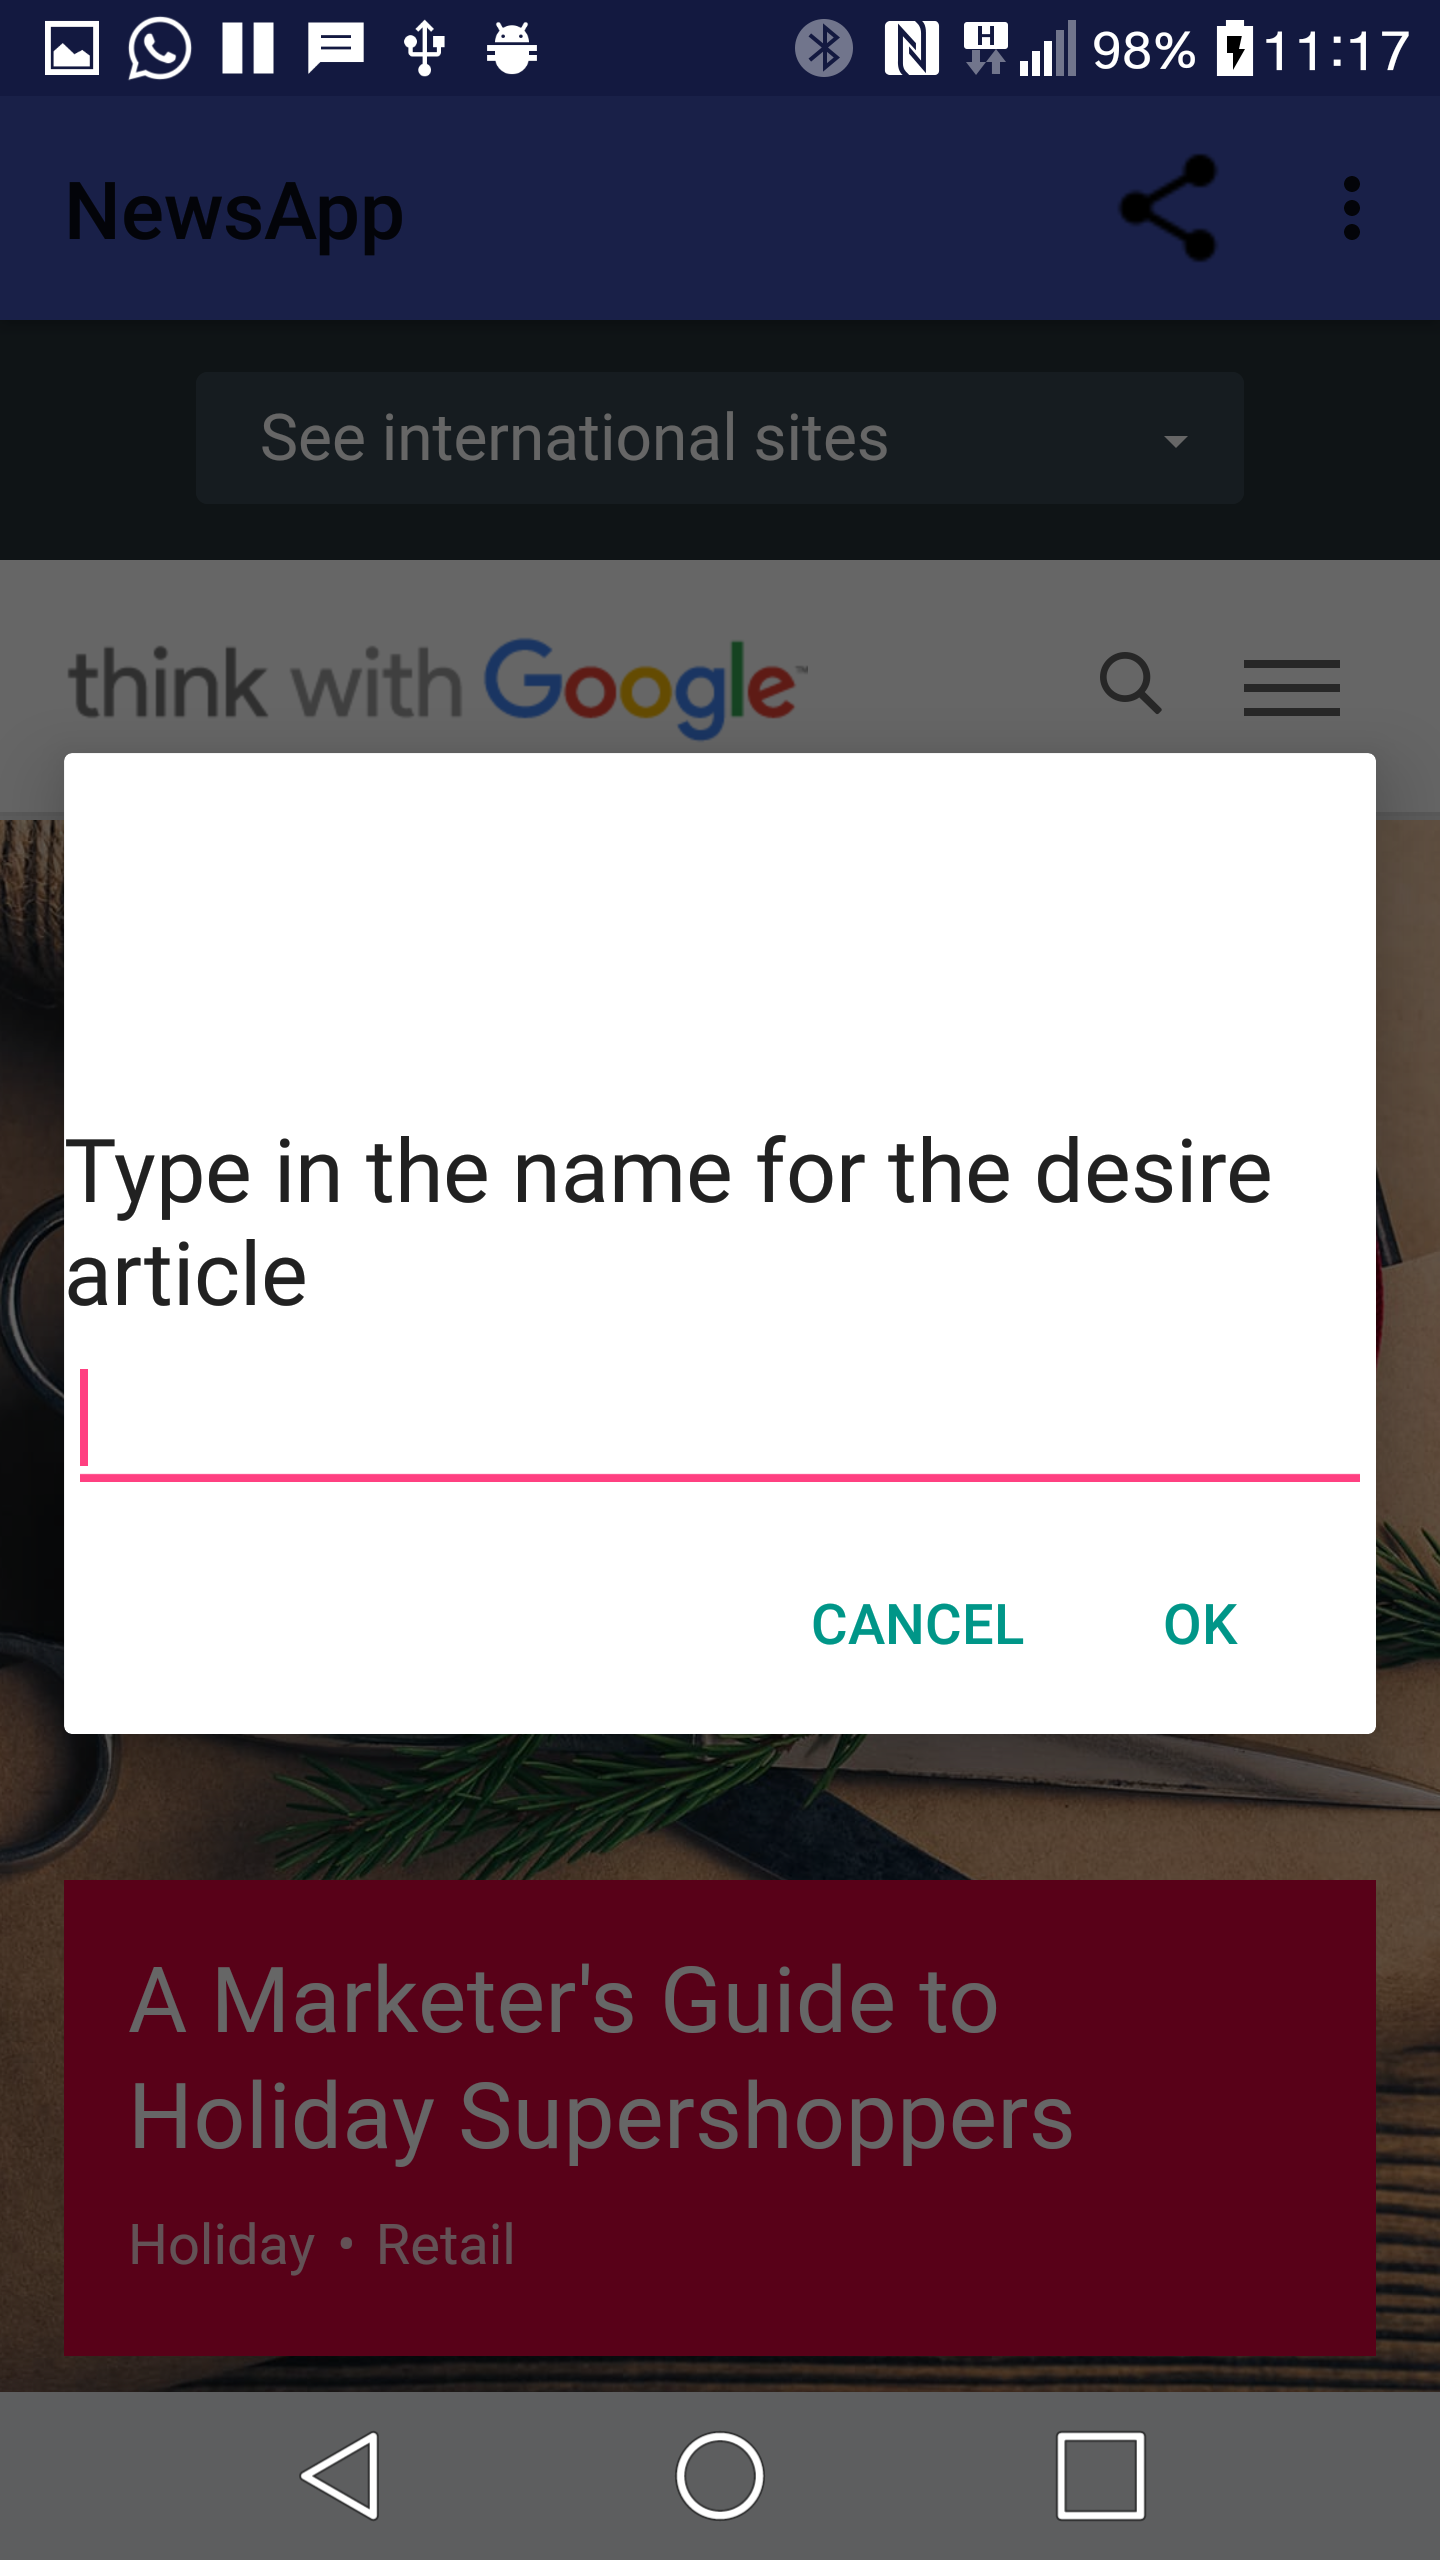 98% 11:17
NewsApp
See international sites
think with Google™
Type in the name for the desire
article
CANCEL OK
A Marketer's Guide to
Holiday Supershoppers
Holiday • Retail